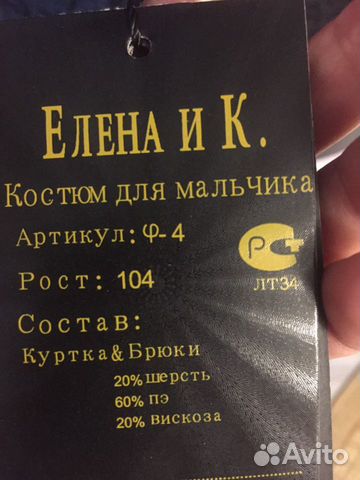 Елена и К.
Костюм для мальчика
Артикул: φ-4
Рост: 104
РСТ
ЛТ34
Состав:
Куртка&Брюки
20% шерсть
60% пэ
20% вискоза
Avito